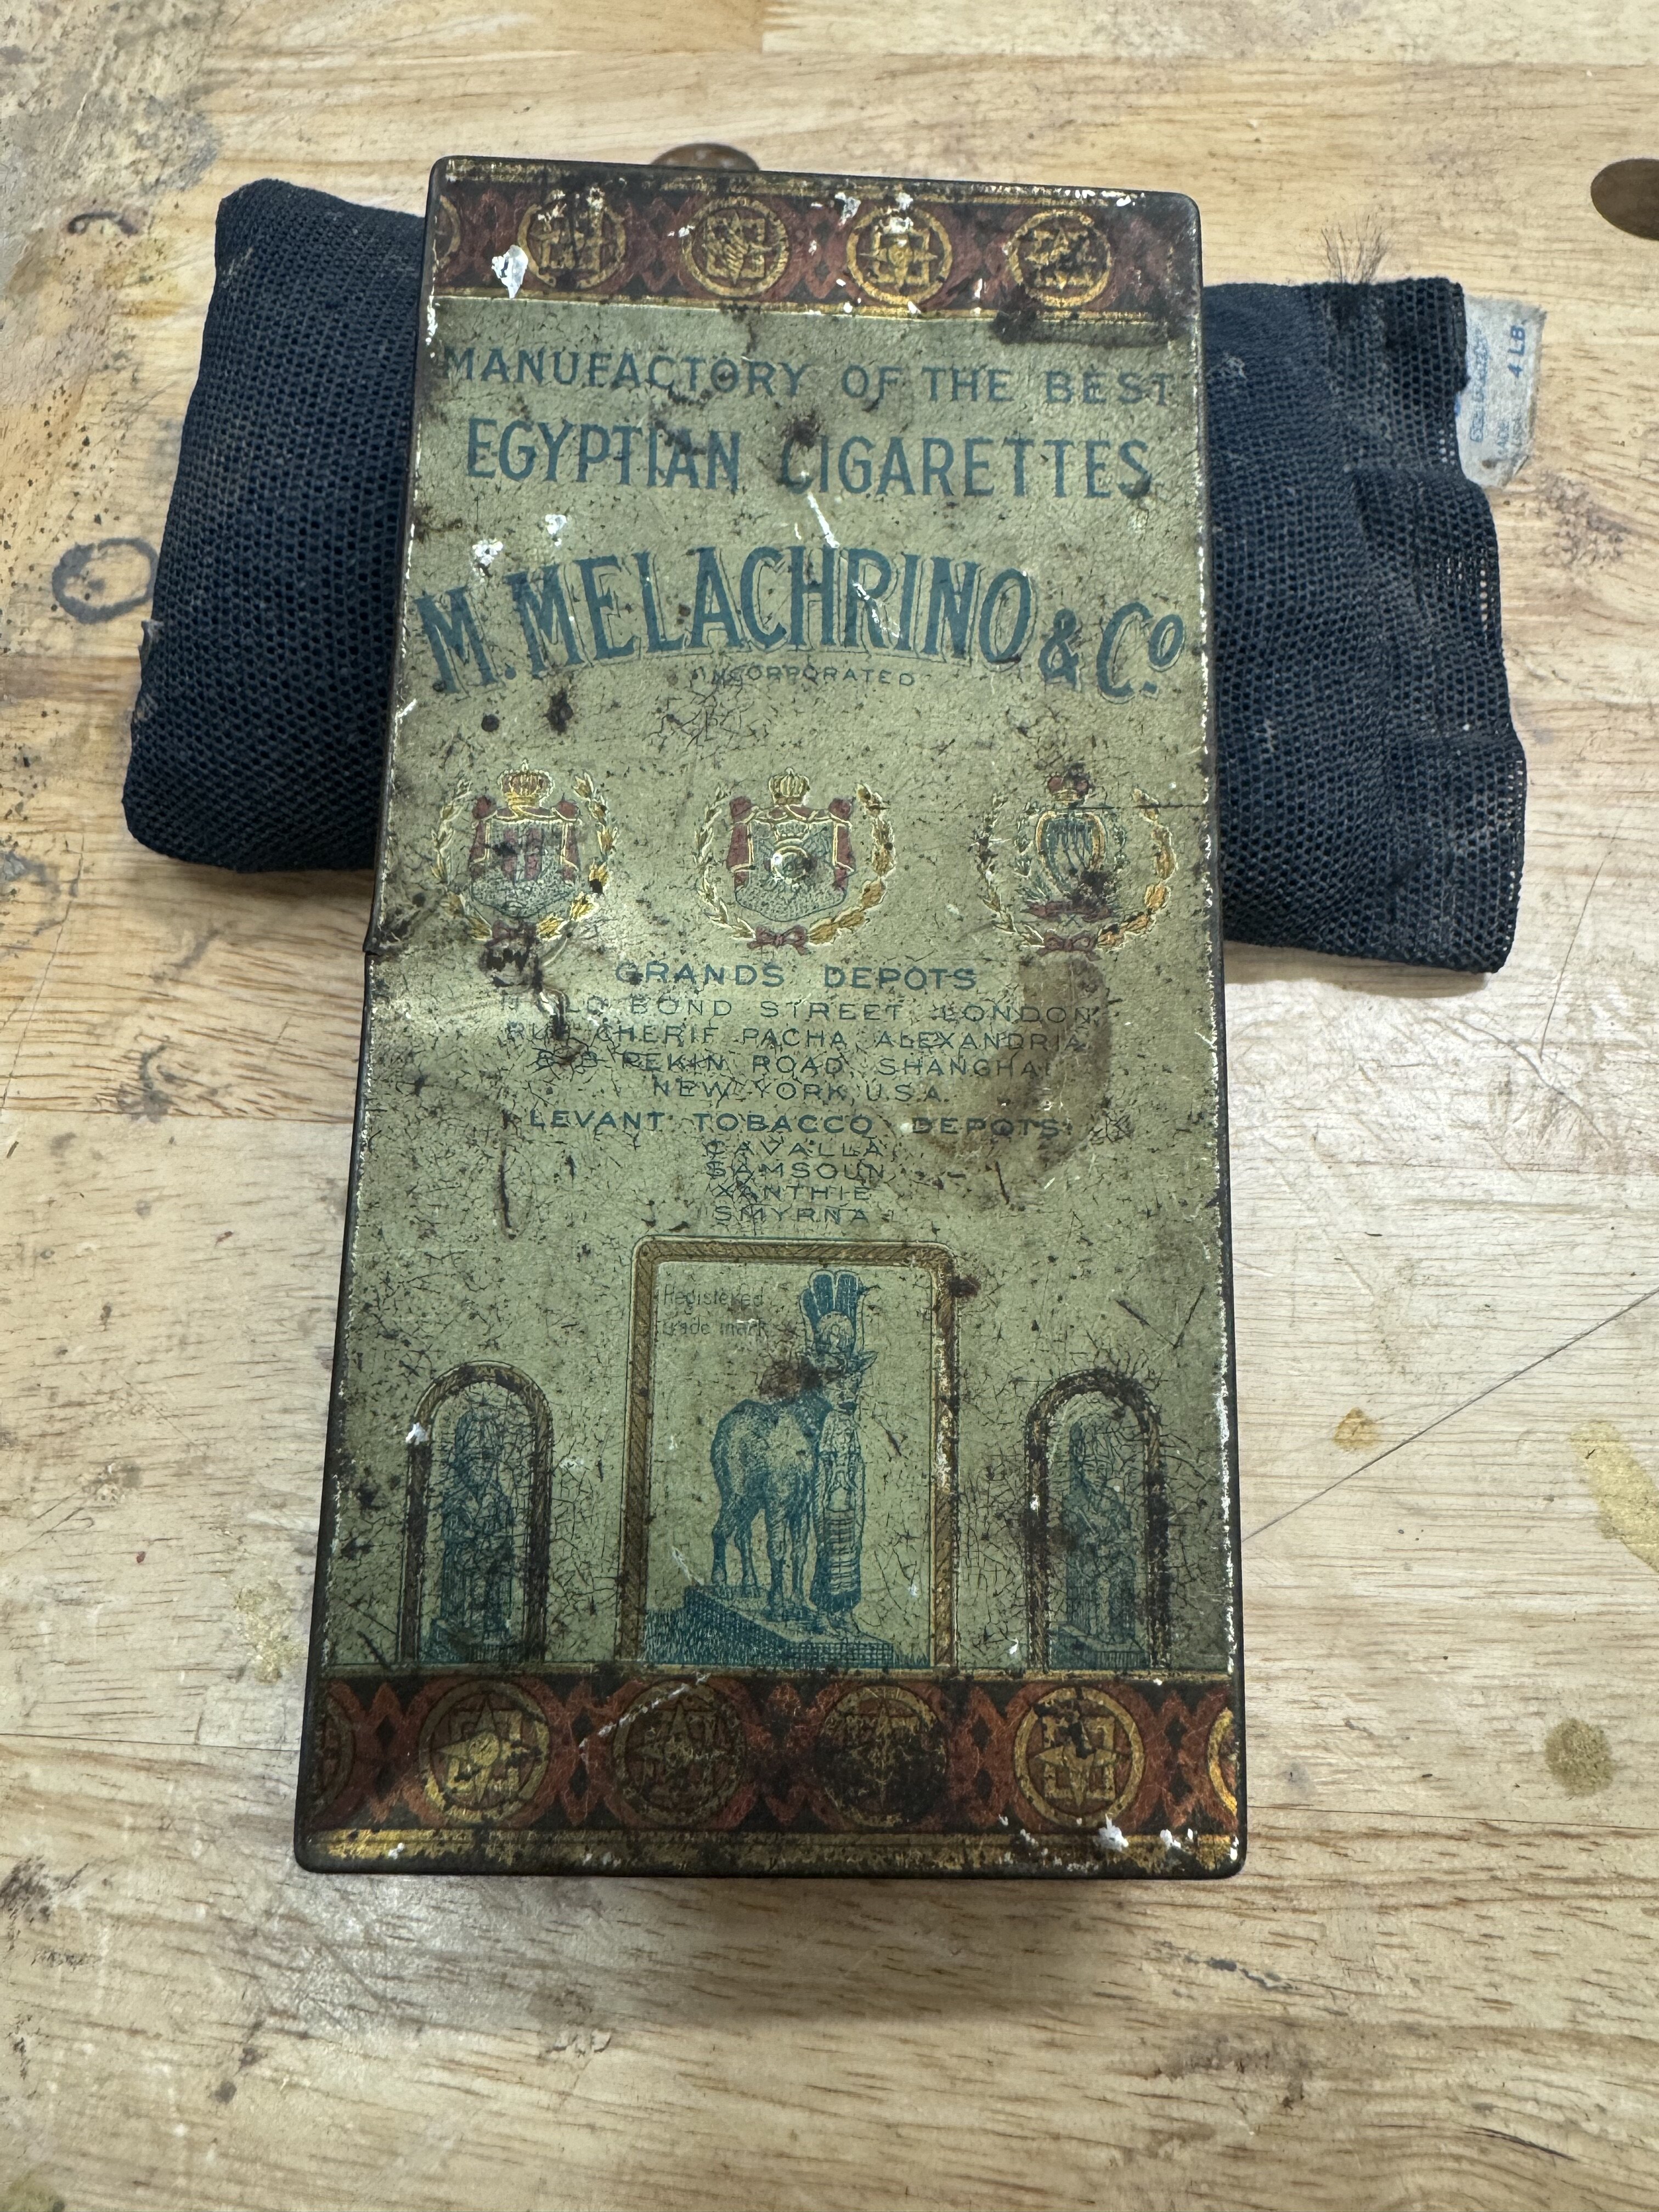 MANUFACTORY OF THE BEST
EGYPTIAN CIGARETTES
M. MELACHRINO & Co.
INCORPORATED
GRANDS DEPOTS
BOND STREET, LONDON
CHERIF PACHA ALEXANDRIA
PEKIN ROAD, SHANGHAI
NEW YORK, U.S.A.
LEVANT TOBACCO DEPOTS
CAVALLA
SAMSOUN
XANTHIE
SMYRNA
Registered
trade mark
4 LB.